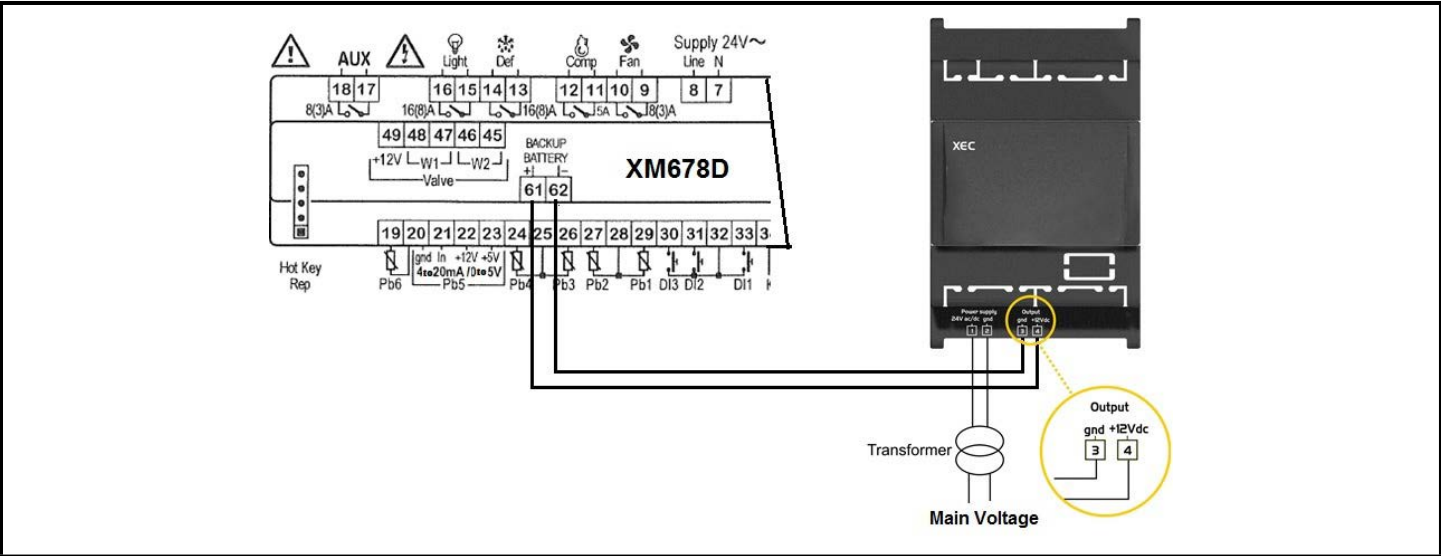 AUX Light Def Comp Fan Supply 24V~
Line N
18 17 16 15 14 13 12 11 10 9 8 7
8(3)A 16(8)A 16(8)A 5A 8(3)A
49 48 47 46 45
+12V W1 W2
Valve
BACKUP
BATTERY
+ -
61 62
XM678D
19 20 21 22 23 24 25 26 27 28 29 30 31 32 33 3
gnd In +12V +5V
4to20mA /0to5V
Pb6 Pb5 Pb4 Pb3 Pb2 Pb1 DI3 DI2 DI1
Hot Key
Rep
XEC
Power supply
24V ac/dc gnd
1 2
Output
gnd +12Vdc
3 4
Transformer
Main Voltage
Output
gnd +12Vdc
3 4